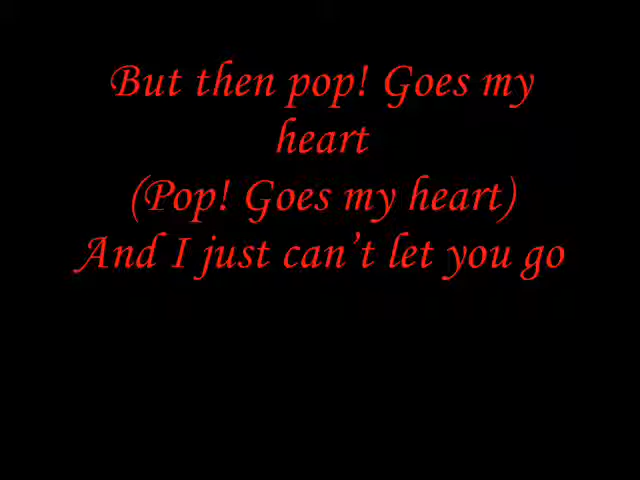 But then pop! Goes my
heart
(Pop! Goes my heart)
And I just can’t let you go